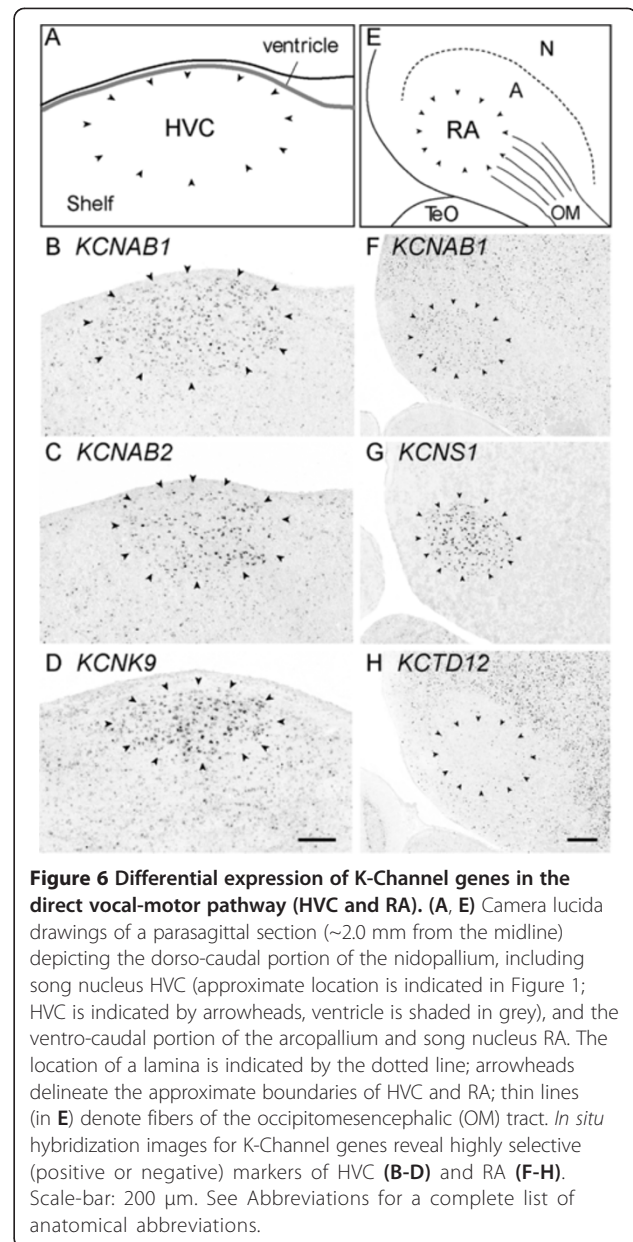 A
ventricle
HVC
Shelf
E
N
A
RA
TeO
OM
B KCNAB1
F KCNAB1
C KCNAB2
G KCNS1
D KCNK9
H KCTD12
Figure 6 Differential expression of K-Channel genes in the
direct vocal-motor pathway (HVC and RA). (A, E) Camera lucida
drawings of a parasagittal section (~2.0 mm from the midline)
depicting the dorso-caudal portion of the nidopallium, including
song nucleus HVC (approximate location is indicated in Figure 1;
HVC is indicated by arrowheads, ventricle is shaded in grey), and the
ventro-caudal portion of the arcopallium and song nucleus RA. The
location of a lamina is indicated by the dotted line; arrowheads
delineate the approximate boundaries of HVC and RA; thin lines
(in E) denote fibers of the occipitomesencephalic (OM) tract. In situ
hybridization images for K-Channel genes reveal highly selective
(positive or negative) markers of HVC (B-D) and RA (F-H).
Scale-bar: 200 μm. See Abbreviations for a complete list of
anatomical abbreviations.